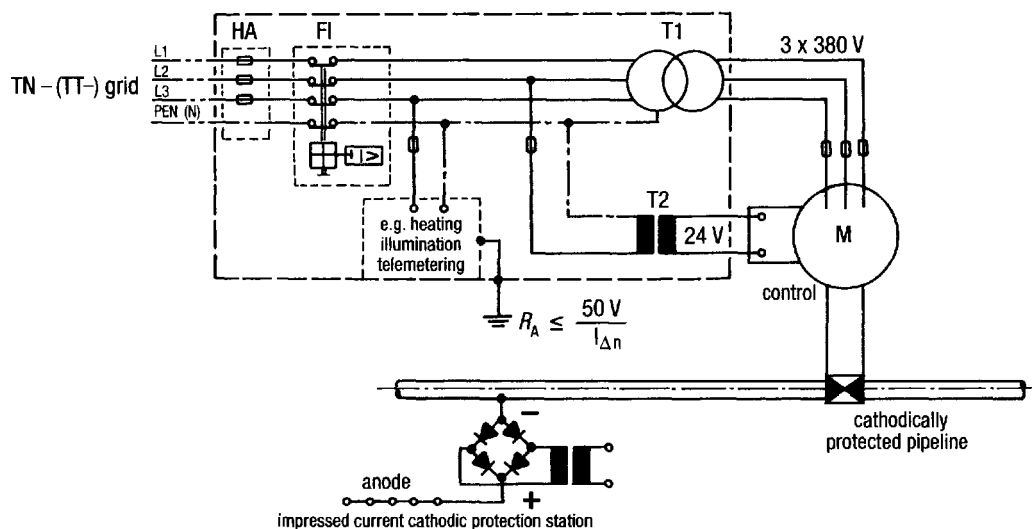 HA
FI
T1
3 x 380 V
L1
L2
TN – (TT–) grid
L3
PEN (N)
I>
T2
24 V
M
e.g. heating
illumination
telemetering
control
R_A ≤ 50 V / I_Δn
cathodically
protected pipeline
–
anode
+
impressed current cathodic protection station